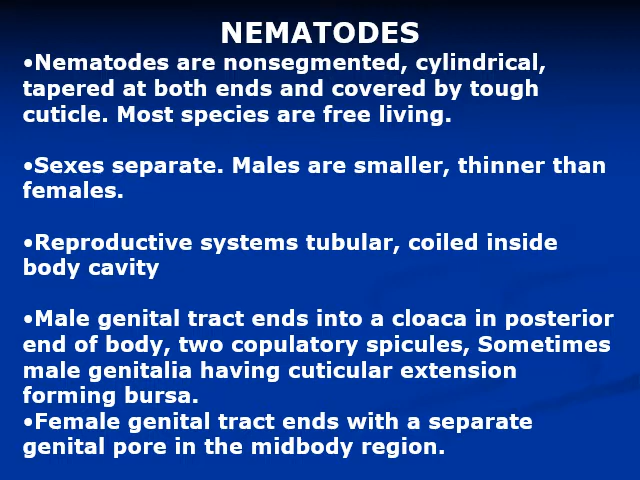 NEMATODES
•Nematodes are nonsegmented, cylindrical,
tapered at both ends and covered by tough
cuticle. Most species are free living.
•Sexes separate. Males are smaller, thinner than
females.
•Reproductive systems tubular, coiled inside
body cavity
•Male genital tract ends into a cloaca in posterior
end of body, two copulatory spicules, Sometimes
male genitalia having cuticular extension
forming bursa.
•Female genital tract ends with a separate
genital pore in the midbody region.